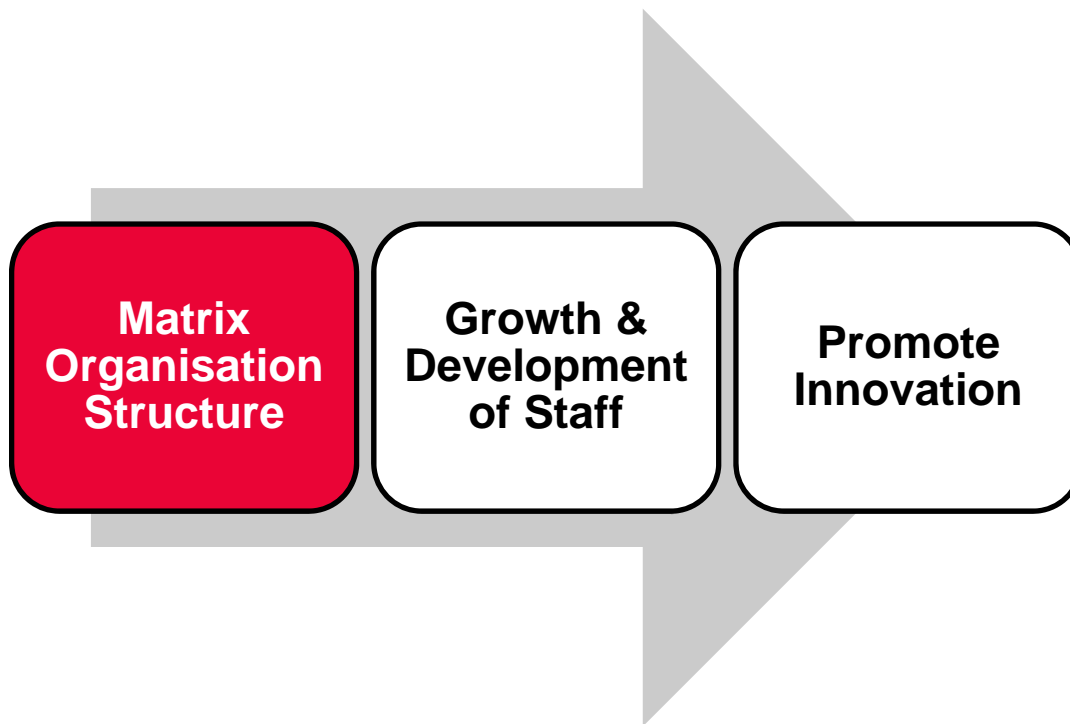 Matrix
Organisation
Structure
Growth &
Development
of Staff
Promote
Innovation